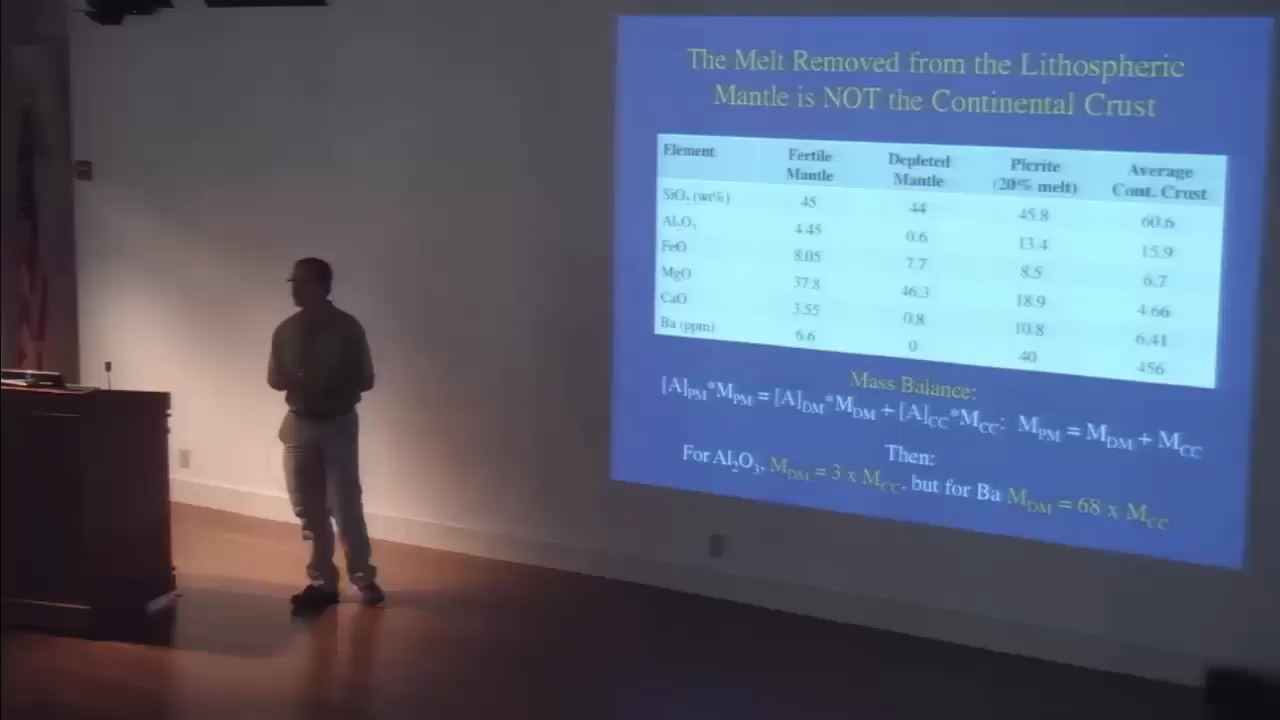 The Melt Removed from the Lithospheric
Mantle is NOT the Continental Crust
Element Fertile Mantle Depleted Mantle Picrite (20% melt) Average Cont. Crust
SiO₂ (wt%) 45 44 45.8 60.6
Al₂O₃ 4.45 0.6 13.4 15.9
FeO 8.05 7.7 8.5 6.7
MgO 37.8 46.3 18.9 4.66
CaO 3.55 0.8 10.8 6.41
Ba (ppm) 6.6 0 40 456
Mass Balance:
[A]PM*MPM = [A]DM*MDM + [A]CC*MCC: MPM = MDM + MCC
Then:
For Al₂O₃, MDM = 3 x MCC, but for Ba MDM = 68 x MCC